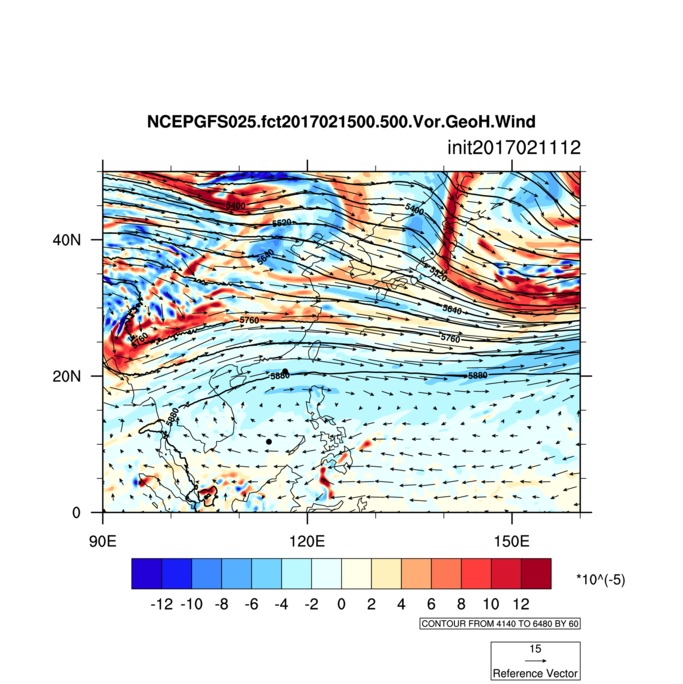 NCEPGFS025.fct2017021500.500.Vor.GeoH.Wind
init2017021112
5400
5400
5520
5640
5520
40N
5640
5760
5760
5760
5880
5880
20N
5880
0
90E 120E 150E
-12 -10 -8 -6 -4 -2 0 2 4 6 8 10 12
*10^(-5)
CONTOUR FROM 4140 TO 6480 BY 60
15
Reference Vector